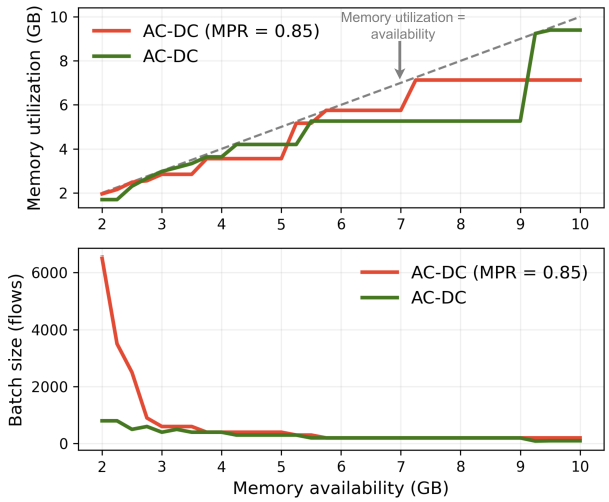 Memory utilization (GB)
10
8
6
4
2
AC-DC (MPR = 0.85)
AC-DC
Memory utilization =
availability
2 3 4 5 6 7 8 9 10
Batch size (flows)
6000
4000
2000
0
AC-DC (MPR = 0.85)
AC-DC
2 3 4 5 6 7 8 9 10
Memory availability (GB)